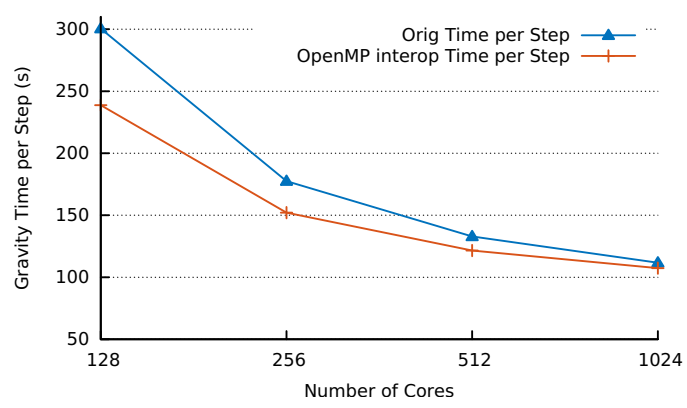 Orig Time per Step
OpenMP interop Time per Step
Gravity Time per Step (s)
300
250
200
150
100
50
128 256 512 1024
Number of Cores